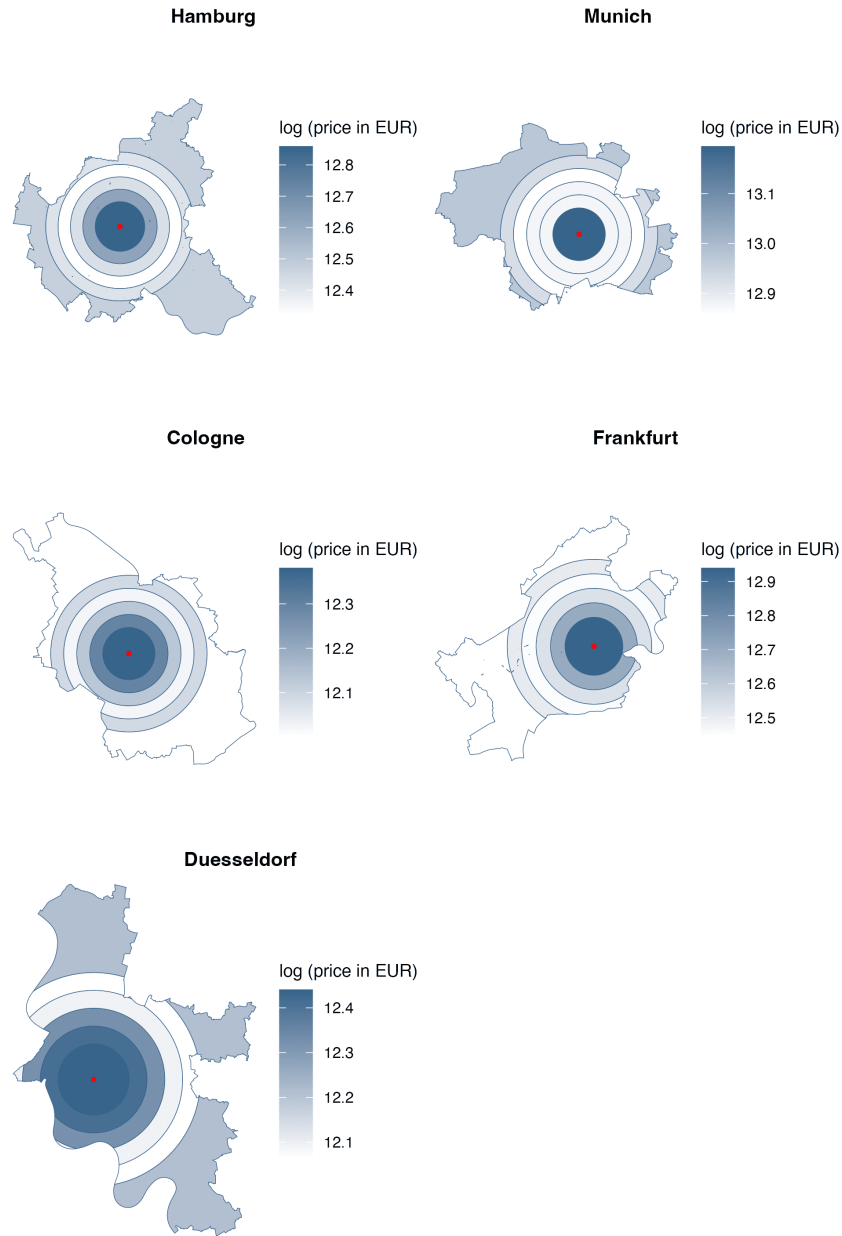 Hamburg
log (price in EUR)
12.8
12.7
12.6
12.5
12.4
Munich
log (price in EUR)
13.1
13.0
12.9
Cologne
log (price in EUR)
12.3
12.2
12.1
Frankfurt
log (price in EUR)
12.9
12.8
12.7
12.6
12.5
Duesseldorf
log (price in EUR)
12.4
12.3
12.2
12.1